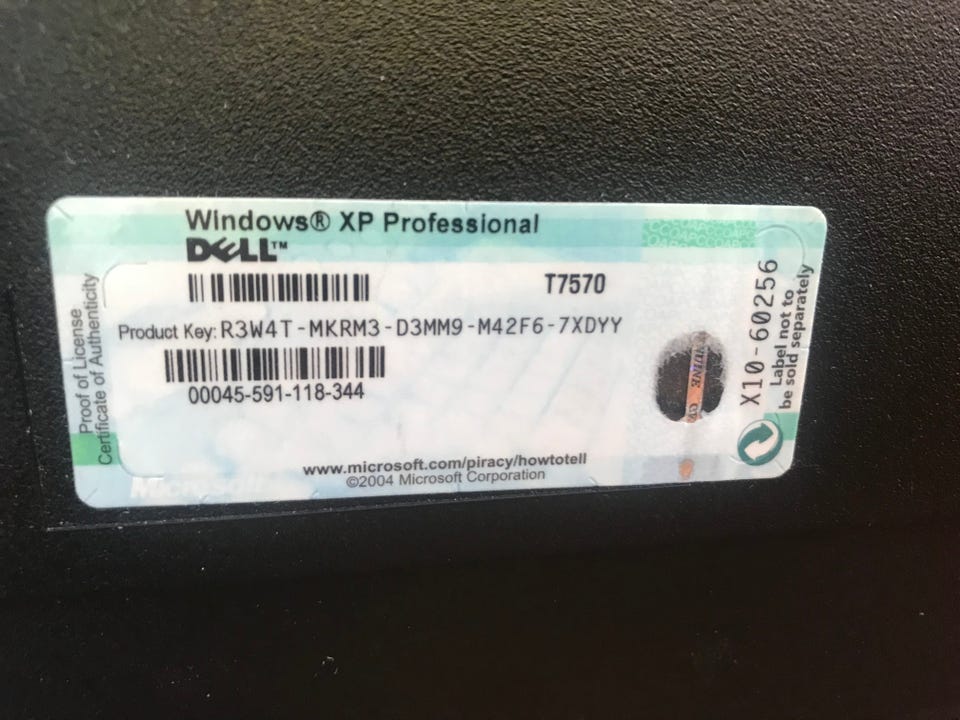 Windows® XP Professional
DELL™
T7570
Product Key: R3W4T-MKRM3-D3MM9-M42F6-7XDYY
00045-591-118-344
www.microsoft.com/piracy/howtotell
©2004 Microsoft Corporation
Proof of License
Certificate of Authenticity
X10-60256
Label not to
be sold separately
Microsoft